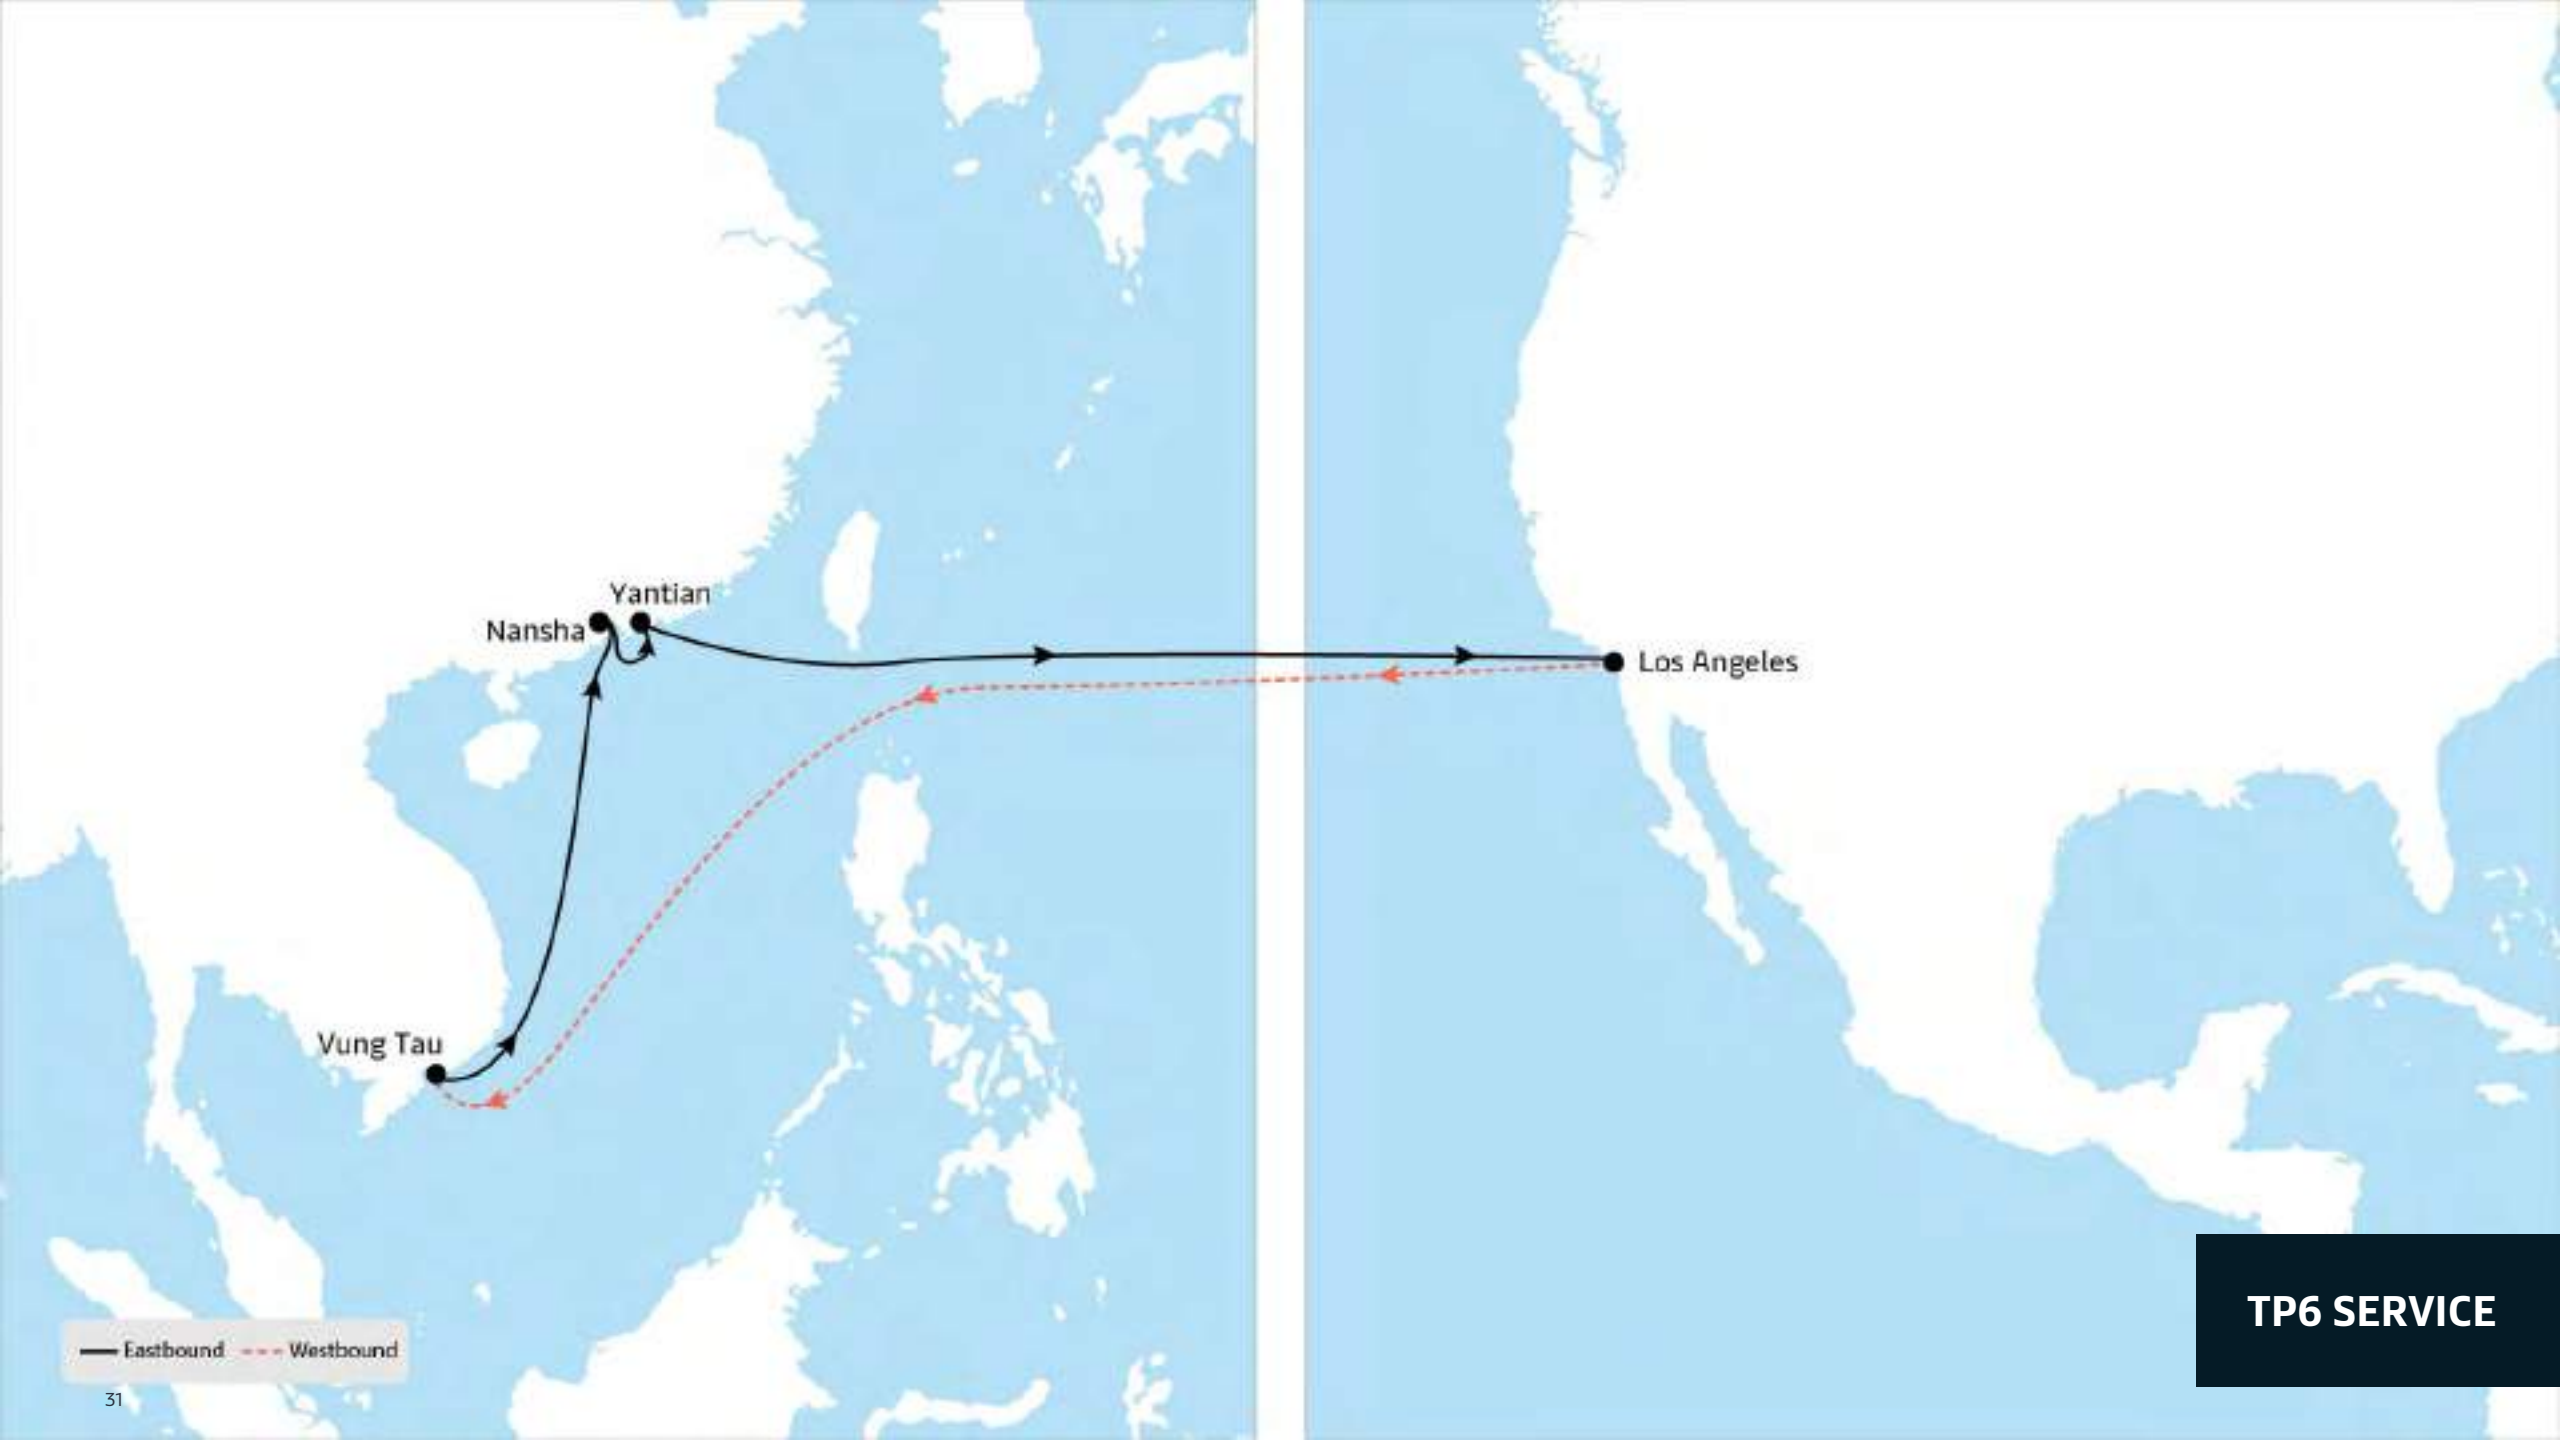 Yantian
Nansha
Los Angeles
Vung Tau
TP6 SERVICE
Eastbound Westbound
31